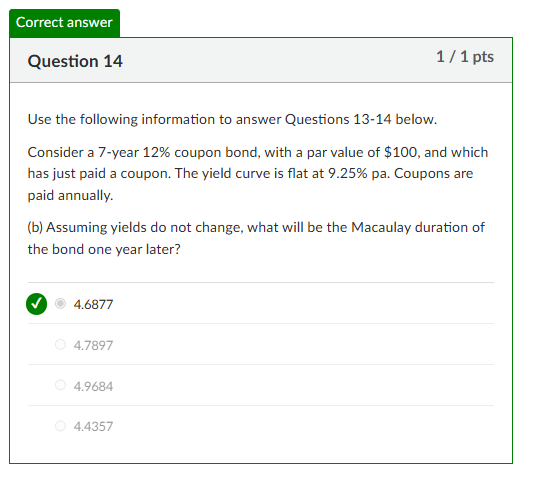 Correct answer
Question 14
1 / 1 pts
Use the following information to answer Questions 13-14 below.
Consider a 7-year 12% coupon bond, with a par value of $100, and which
has just paid a coupon. The yield curve is flat at 9.25% pa. Coupons are
paid annually.
(b) Assuming yields do not change, what will be the Macaulay duration of
the bond one year later?
4.6877
4.7897
4.9684
4.4357